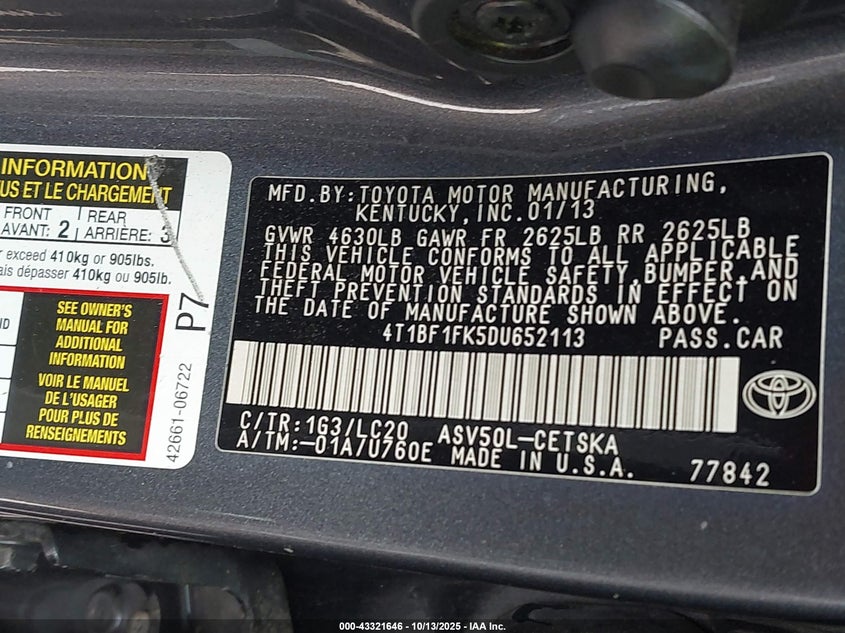 INFORMATION
US ET LE CHARGEMENT
FRONT
AVANT: 2
REAR
ARRIÈRE: 3
r exceed 410kg or 905lbs.
ais dépasser 410kg ou 905lb.
SEE OWNER'S
MANUAL FOR
ADDITIONAL
INFORMATION
VOIR LE MANUEL
DE L'USAGER
POUR PLUS DE
RENSEIGNEMENTS
P7
42661-06722
MFD.BY:TOYOTA MOTOR MANUFACTURING,
KENTUCKY,INC.01/13
GVWR 4630LB GAWR FR 2625LB RR 2625LB
THIS VEHICLE CONFORMS TO ALL APPLICABLE
FEDERAL MOTOR VEHICLE SAFETY,BUMPER,AND
THEFT PREVENTION STANDARDS IN EFFECT ON
THE DATE OF MANUFACTURE SHOWN ABOVE.
4T1BF1FK5DU652113 PASS.CAR
C/TR:1G3/LC20 ASV50L-CETSKA
A/TM:-01A/U760E MADE IN U.S.A. 77842
000-43321646 | 10/13/2025 - IAA Inc.